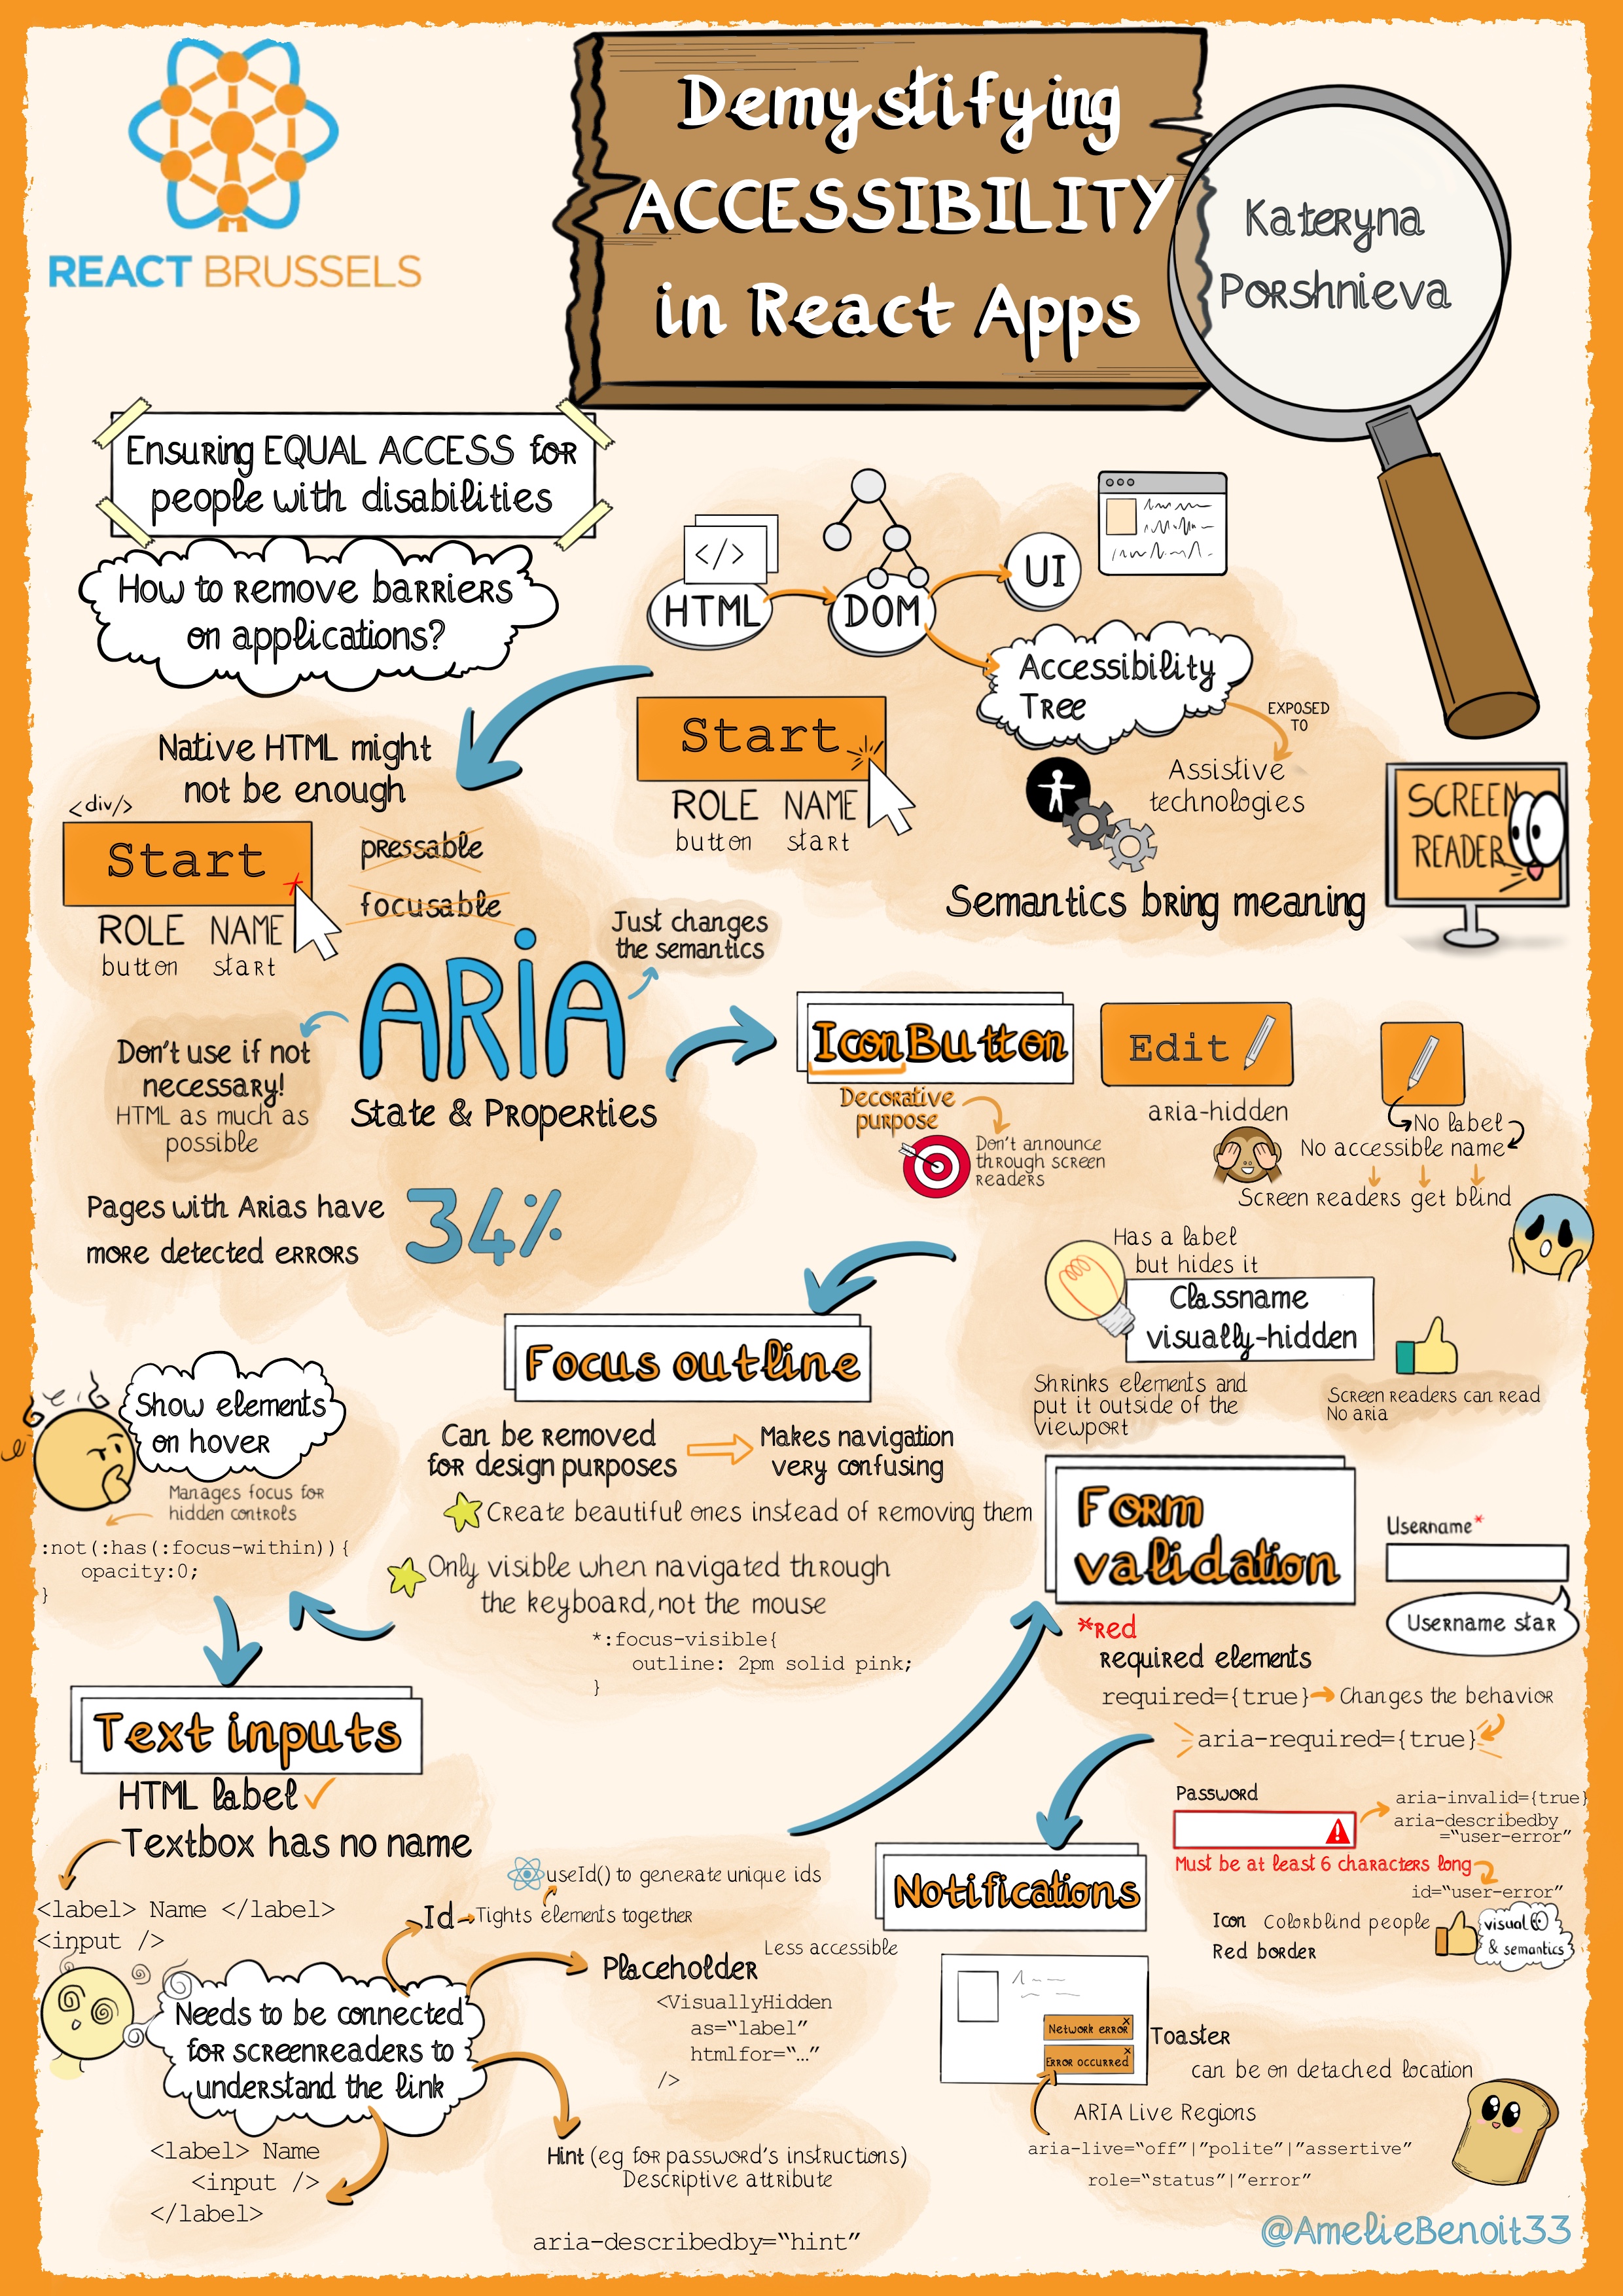 REACT BRUSSELS
Demystifying
ACCESSIBILITY
in React Apps
Kateryna
Porshnieva
Ensuring EQUAL ACCESS for
people with disabilities
How to remove barriers
on applications?
</>
HTML
DOM
UI
Accessibility
Tree
EXPOSED
TO
Assistive
technologies
Start
ROLE NAME
button start
SCREEN
READER
Semantics bring meaning
Native HTML might
not be enough
<div/>
Start
pressable
focusable
ROLE NAME
button start
Just changes
the semantics
ARIA
State & Properties
Don't use if not
necessary!
HTML as much as
possible
Pages with Arias have
more detected errors
34%
IconButton
Decorative
purpose
Don't announce
through screen
readers
Edit
aria-hidden
No label
No accessible name
Screen readers get blind
Has a label
but hides it
Classname
visually-hidden
Shrinks elements and
put it outside of the
viewport
Screen readers can read
No aria
Focus outline
Can be removed
for design purposes
Makes navigation
very confusing
Create beautiful ones instead of removing them
Only visible when navigated through
the keyboard, not the mouse
*:focus-visible{
outline: 2pm solid pink;
}
Show elements
on hover
Manages focus for
hidden controls
:not(:has(:focus-within)){
opacity:0;
}
Text inputs
HTML label
Textbox has no name
<label> Name </label>
<input />
Needs to be connected
for screenreaders to
understand the link
<label> Name
<input />
</label>
useId() to generate unique ids
Id
Tights elements together
Placeholder
Less accessible
<VisuallyHidden
as="label"
htmlfor="…"
/>
Hint (eg for password's instructions)
Descriptive attribute
aria-describedby="hint"
Form
validation
Username*
Username star
*red
required elements
required={true}
Changes the behavior
aria-required={true}
Password
Must be at least 6 characters long
aria-invalid={true}
aria-describedby
="user-error"
id="user-error"
Icon Colorblind people
Red border
visual
& semantics
Notifications
Network error x
Error occurred x
Toaster
can be on detached location
ARIA Live Regions
aria-live="off"|"polite"|"assertive"
role="status"|"error"
@AmelieBenoit33